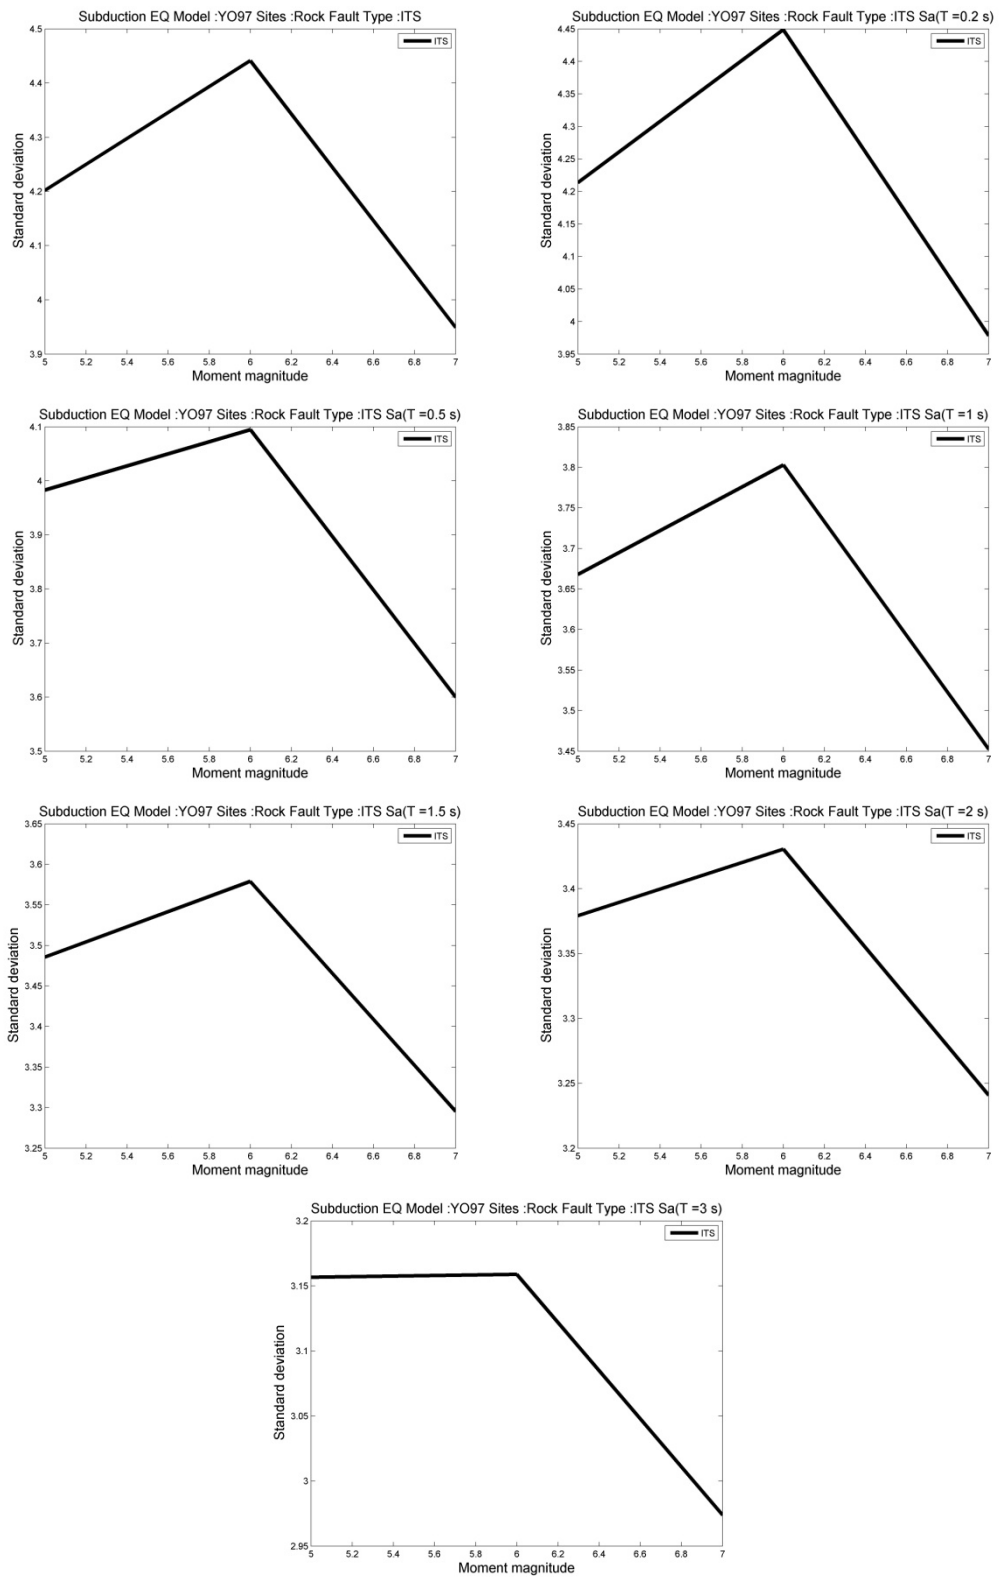 Subduction EQ Model :YO97 Sites :Rock Fault Type :ITS
ITS
4.5
4.4
4.3
4.2
4.1
4
3.9
Standard deviation
5 5.2 5.4 5.6 5.8 6 6.2 6.4 6.6 6.8 7
Moment magnitude
Subduction EQ Model :YO97 Sites :Rock Fault Type :ITS Sa(T =0.2 s)
ITS
4.45
4.4
4.35
4.3
4.25
4.2
4.15
4.1
4.05
4
3.95
Standard deviation
5 5.2 5.4 5.6 5.8 6 6.2 6.4 6.6 6.8 7
Moment magnitude
Subduction EQ Model :YO97 Sites :Rock Fault Type :ITS Sa(T =0.5 s)
ITS
4.1
4
3.9
3.8
3.7
3.6
3.5
Standard deviation
5 5.2 5.4 5.6 5.8 6 6.2 6.4 6.6 6.8 7
Moment magnitude
Subduction EQ Model :YO97 Sites :Rock Fault Type :ITS Sa(T =1 s)
ITS
3.85
3.8
3.75
3.7
3.65
3.6
3.55
3.5
3.45
Standard deviation
5 5.2 5.4 5.6 5.8 6 6.2 6.4 6.6 6.8 7
Moment magnitude
Subduction EQ Model :YO97 Sites :Rock Fault Type :ITS Sa(T =1.5 s)
ITS
3.65
3.6
3.55
3.5
3.45
3.4
3.35
3.3
3.25
Standard deviation
5 5.2 5.4 5.6 5.8 6 6.2 6.4 6.6 6.8 7
Moment magnitude
Subduction EQ Model :YO97 Sites :Rock Fault Type :ITS Sa(T =2 s)
ITS
3.45
3.4
3.35
3.3
3.25
3.2
Standard deviation
5 5.2 5.4 5.6 5.8 6 6.2 6.4 6.6 6.8 7
Moment magnitude
Subduction EQ Model :YO97 Sites :Rock Fault Type :ITS Sa(T =3 s)
ITS
3.2
3.15
3.1
3.05
3
2.95
Standard deviation
5 5.2 5.4 5.6 5.8 6 6.2 6.4 6.6 6.8 7
Moment magnitude